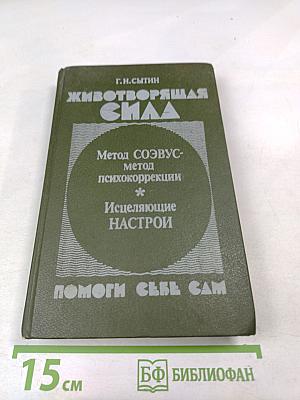 Г.Н.СЫТИН
ЖИВОТВОРЯЩАЯ
СИЛА
Метод СОЭВУС-
метод
психокоррекции
*
Исцеляющие
НАСТРОИ
ПОМОГИ СЕБЕ САМ
15 см
БФ БИБЛИОФАН